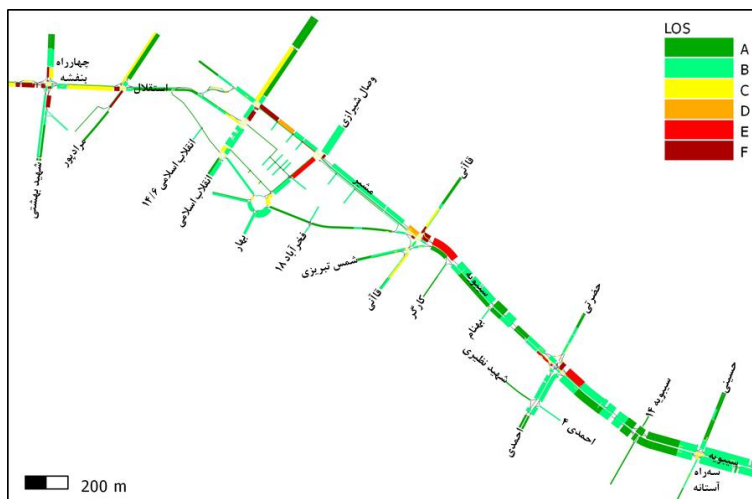 LOS
A
B
C
D
E
F
چهارراه
بنفشه
استقلال
وصال شیرازی
مرادپور
شهید بهشتی
انقلاب اسلامی ۱۴/۶
انقلاب اسلامی
مشیر
قاآنی
بهار
فخرآباد ۱۸
شمس تبریزی
قاآنی
کارگر
سیبویه
بهنام
حضرتی
شهید نظیری
احمدی
احمدی ۴
سیبویه ۱۴
حسینی
سیبویه
سه‌راه
آستانه
200 m